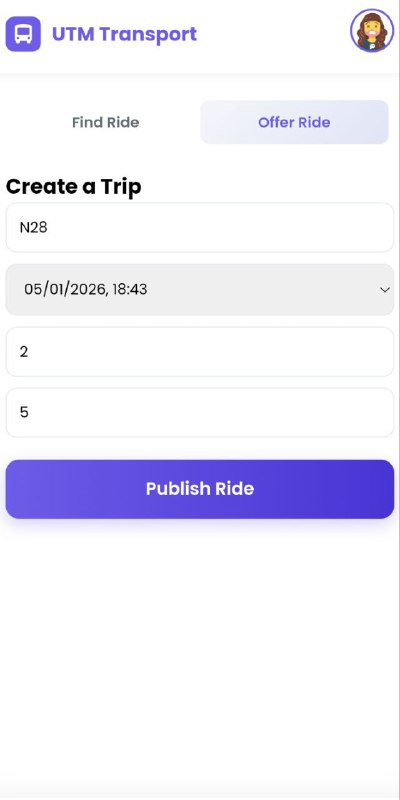 UTM Transport
Find Ride
Offer Ride
Create a Trip
N28
05/01/2026, 18:43
2
5
Publish Ride